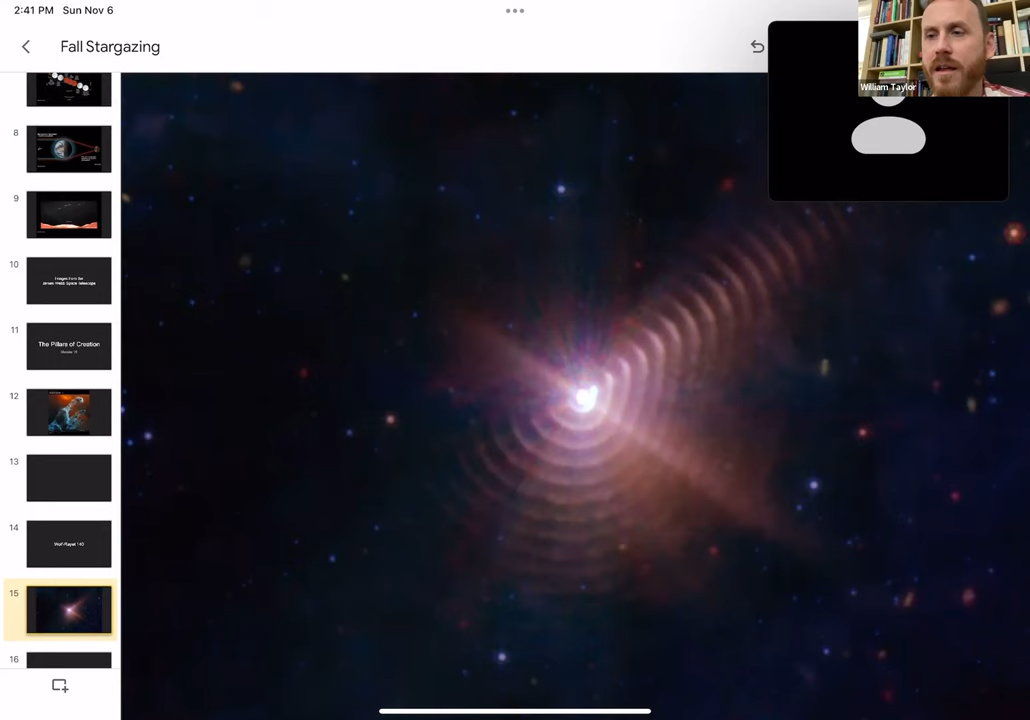 2:41 PM Sun Nov 6
Fall Stargazing
William Taylor
8
9
10
Images from the
James Webb Space Telescope
11
The Pillars of Creation
12
13
14
Wolf-Rayet 140
15
16